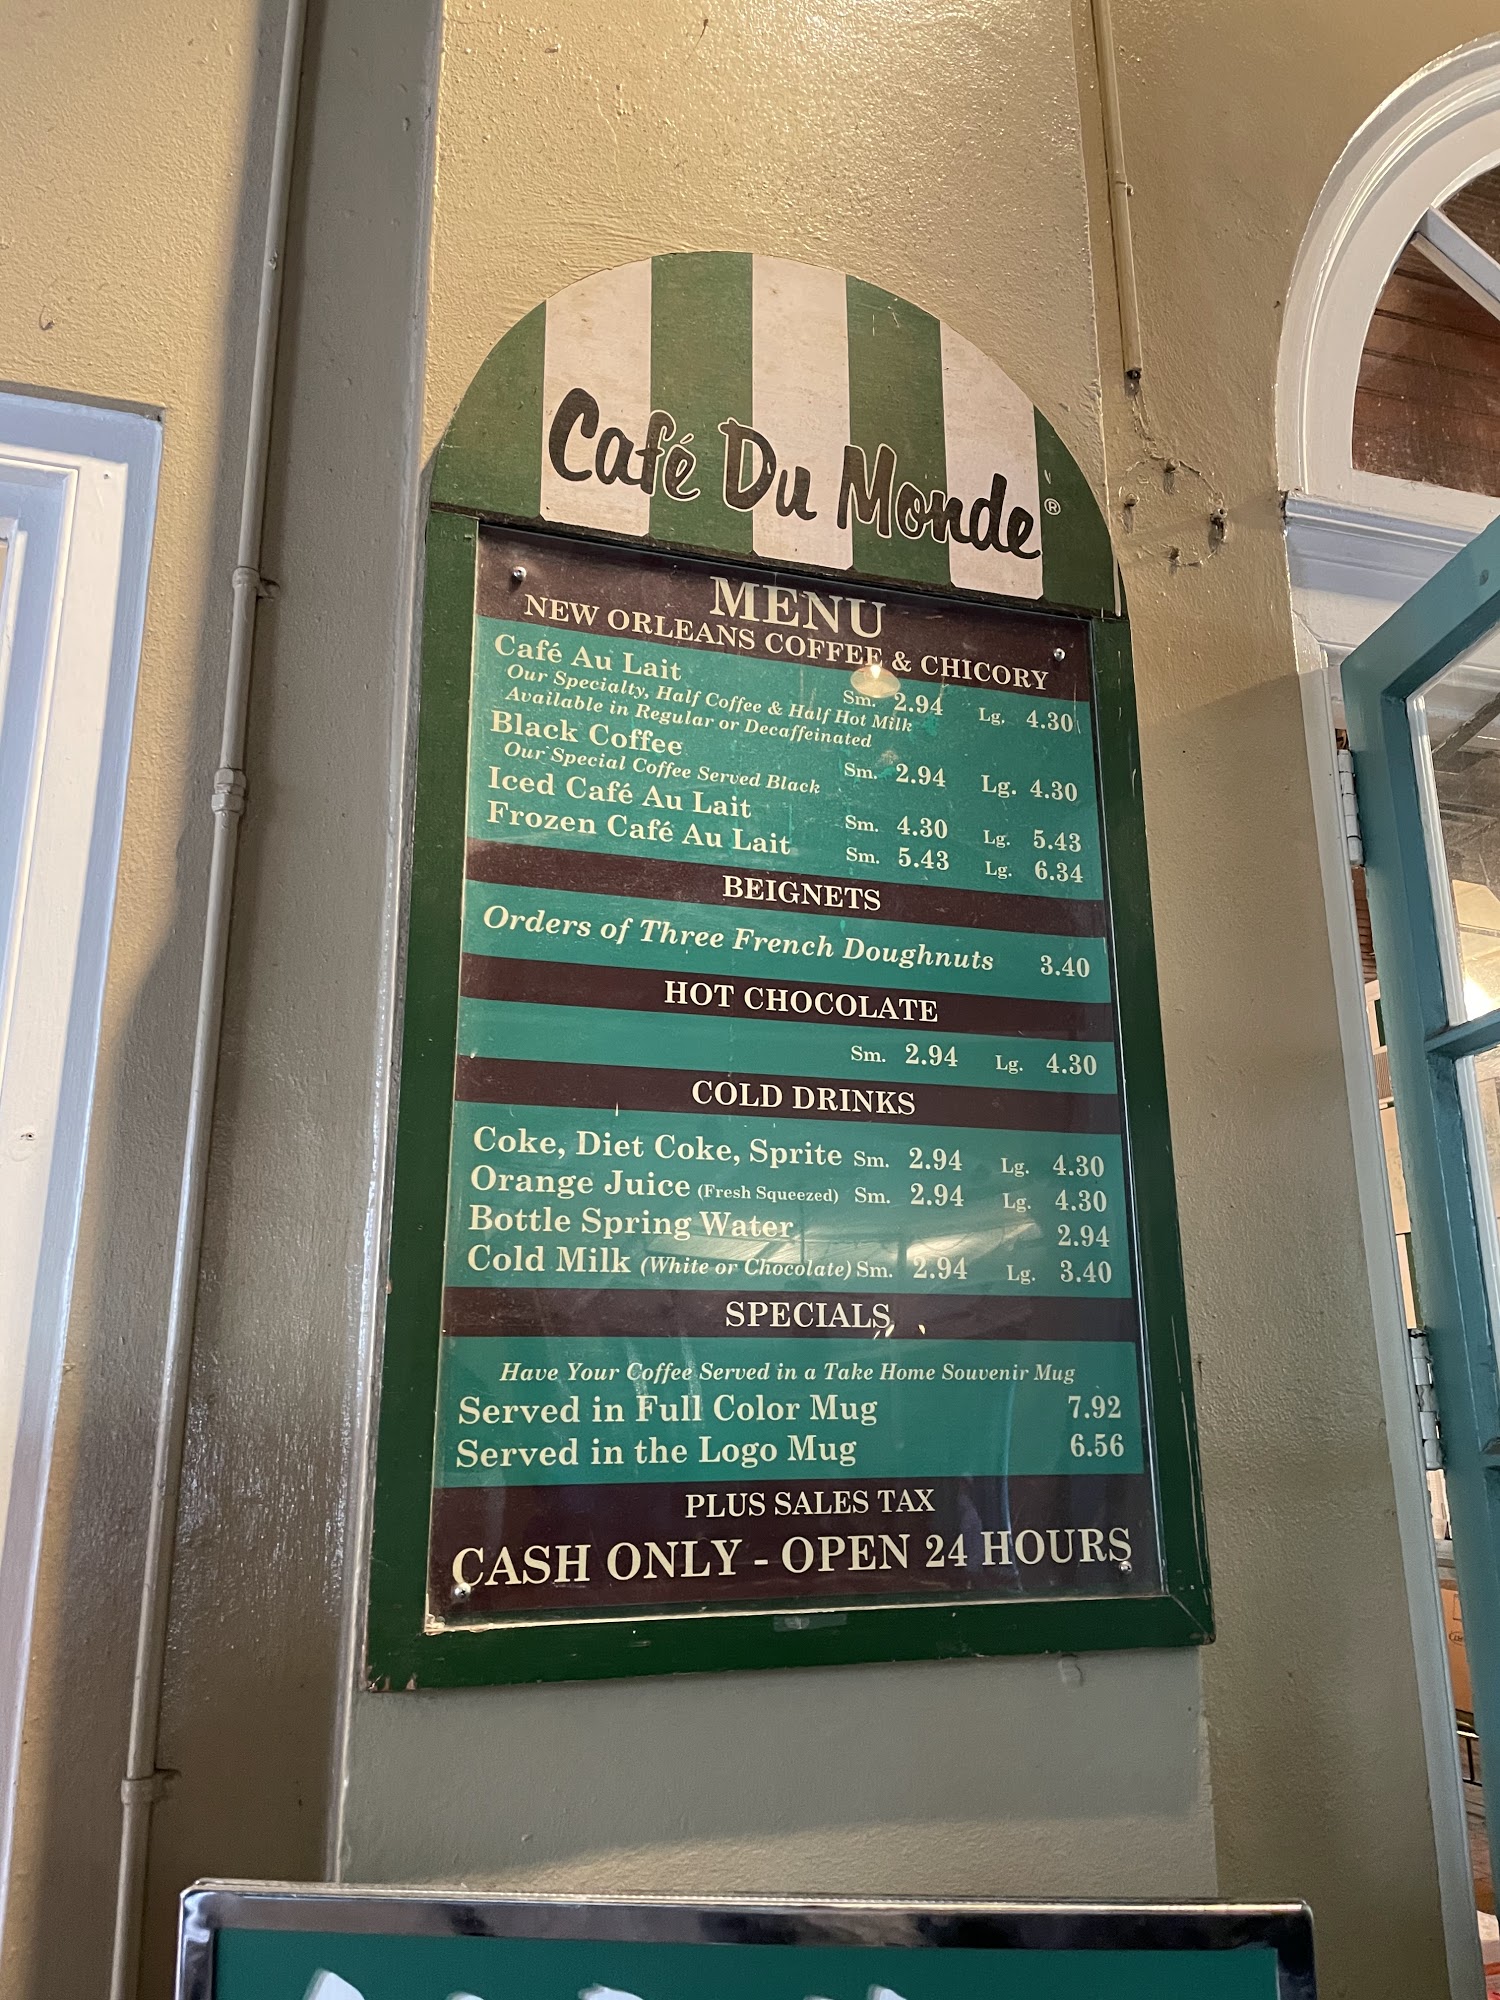 Café Du Monde ®
MENU
NEW ORLEANS COFFEE & CHICORY
Café Au Lait Sm. 2.94 Lg. 4.30
Our Specialty, Half Coffee & Half Hot Milk
Available in Regular or Decaffeinated
Black Coffee Sm. 2.94 Lg. 4.30
Our Special Coffee Served Black
Iced Café Au Lait Sm. 4.30 Lg. 5.43
Frozen Café Au Lait Sm. 5.43 Lg. 6.34
BEIGNETS
Orders of Three French Doughnuts 3.40
HOT CHOCOLATE
Sm. 2.94 Lg. 4.30
COLD DRINKS
Coke, Diet Coke, Sprite Sm. 2.94 Lg. 4.30
Orange Juice (Fresh Squeezed) Sm. 2.94 Lg. 4.30
Bottle Spring Water 2.94
Cold Milk (White or Chocolate) Sm. 2.94 Lg. 3.40
SPECIALS
Have Your Coffee Served in a Take Home Souvenir Mug
Served in Full Color Mug 7.92
Served in the Logo Mug 6.56
PLUS SALES TAX
CASH ONLY - OPEN 24 HOURS